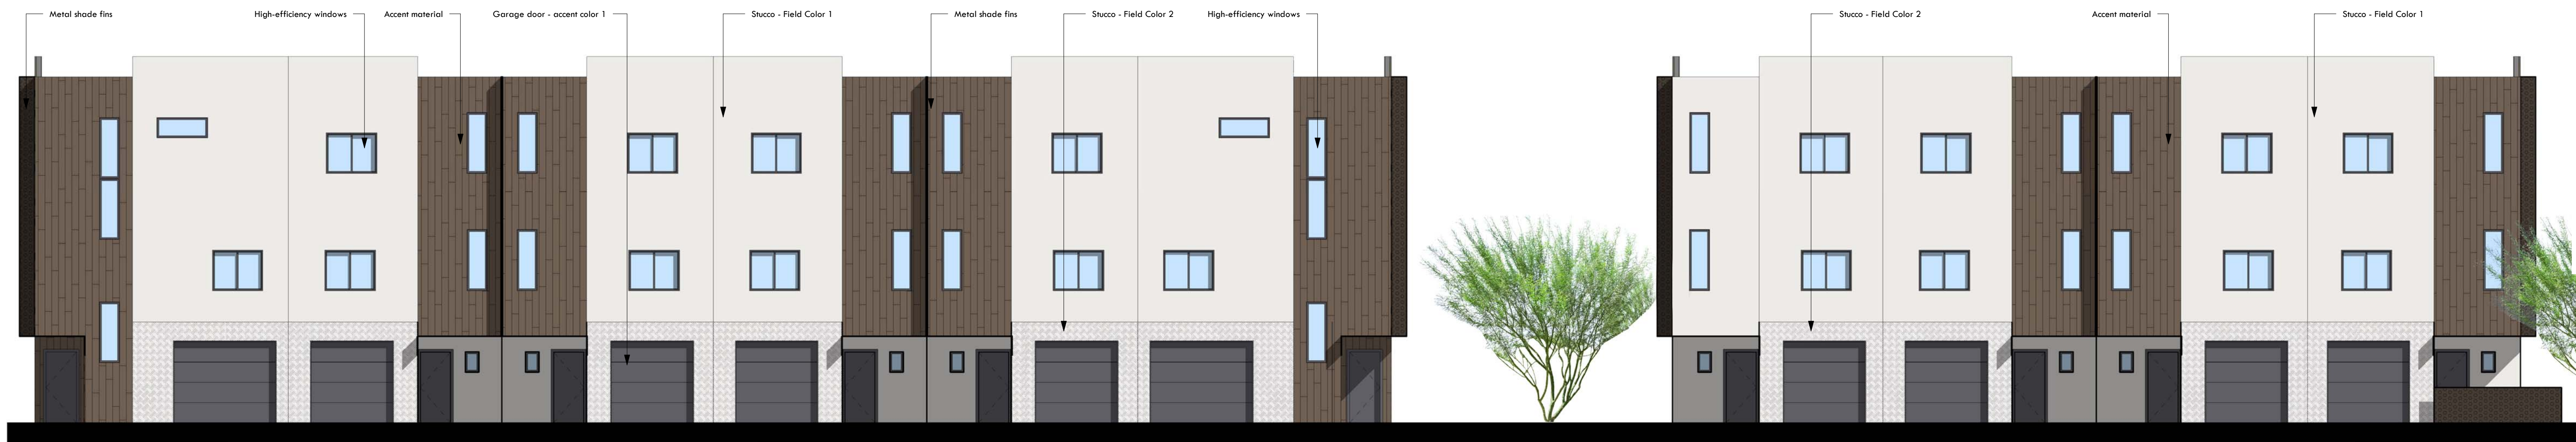 Metal shade fins
High-efficiency windows
Accent material
Garage door - accent color 1
Stucco - Field Color 1
Metal shade fins
Stucco - Field Color 2
High-efficiency windows
Stucco - Field Color 2
Accent material
Stucco - Field Color 1